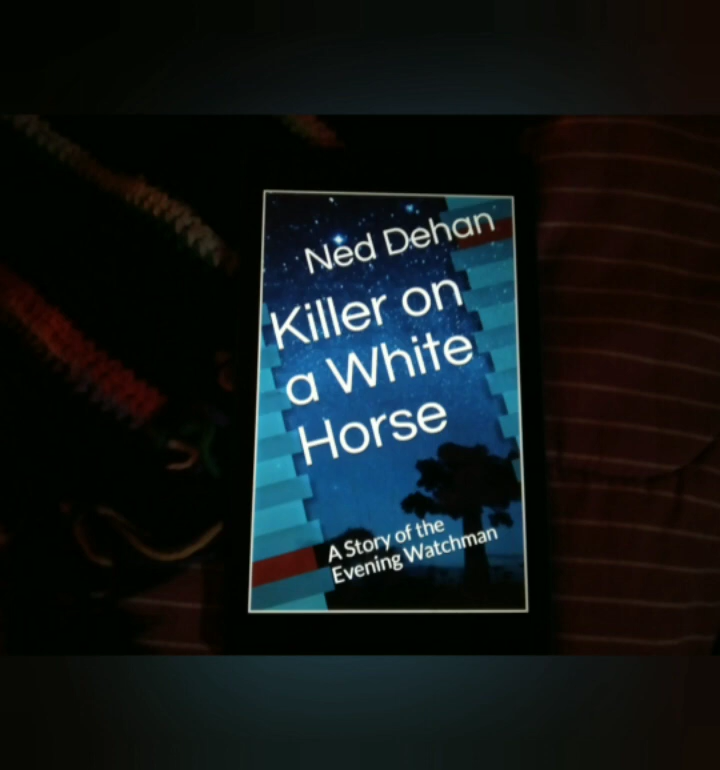 Ned Dehan
Killer on
a White
Horse
A Story of the
Evening Watchman